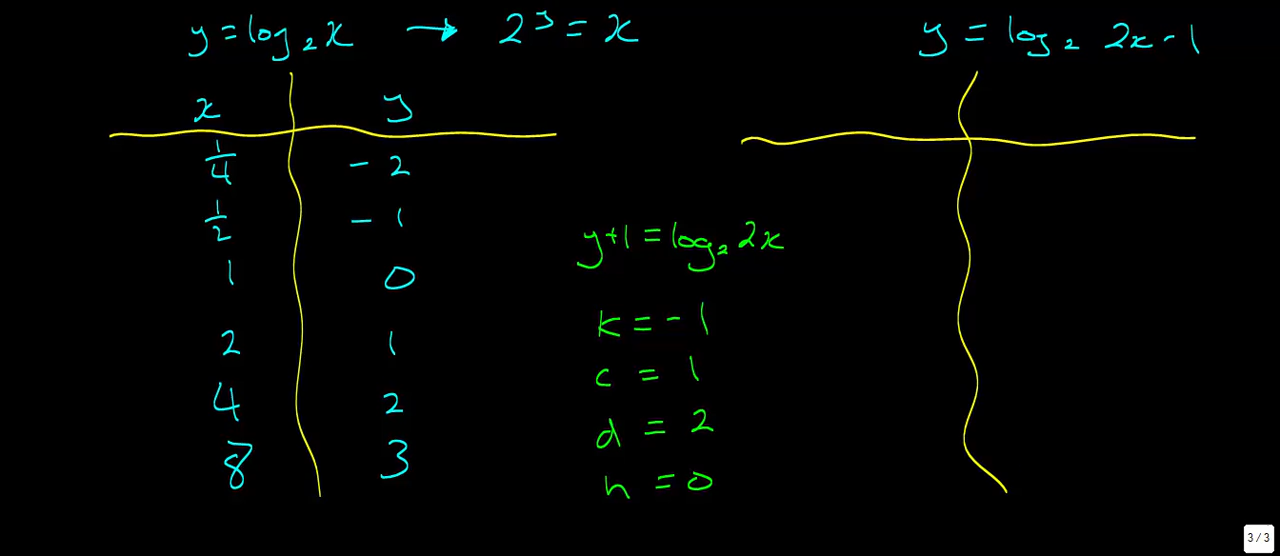 y = log₂x → 2ʸ = x
y = log₂ 2x - 1
x y
1/4 -2
1/2 -1
1 0
2 1
4 2
8 3
y+1 = log₂ 2x
k = -1
c = 1
d = 2
h = 0
3 / 3